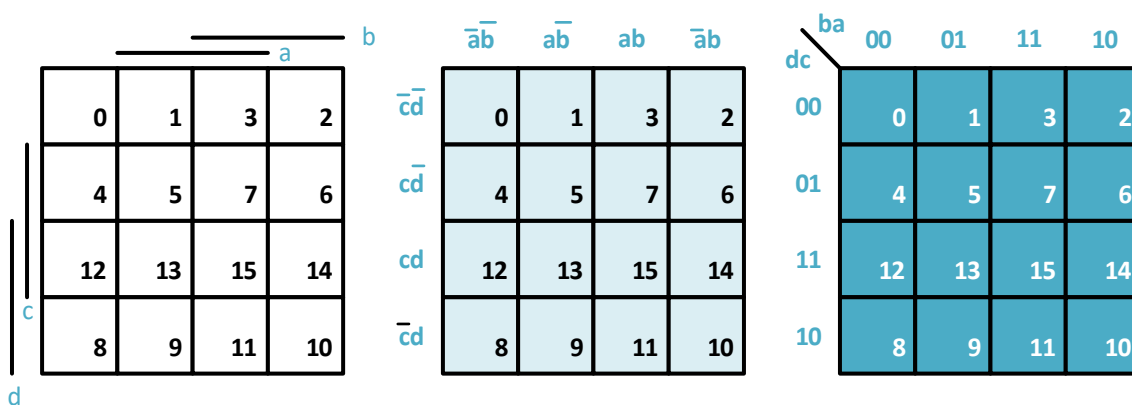 b
a
0 1 3 2
4 5 7 6
12 13 15 14
8 9 11 10
c
d
a̅b̅ ab̅ ab a̅b
c̅d̅ 0 1 3 2
cd̅ 4 5 7 6
cd 12 13 15 14
c̅d 8 9 11 10
ba 00 01 11 10
dc
00 0 1 3 2
01 4 5 7 6
11 12 13 15 14
10 8 9 11 10